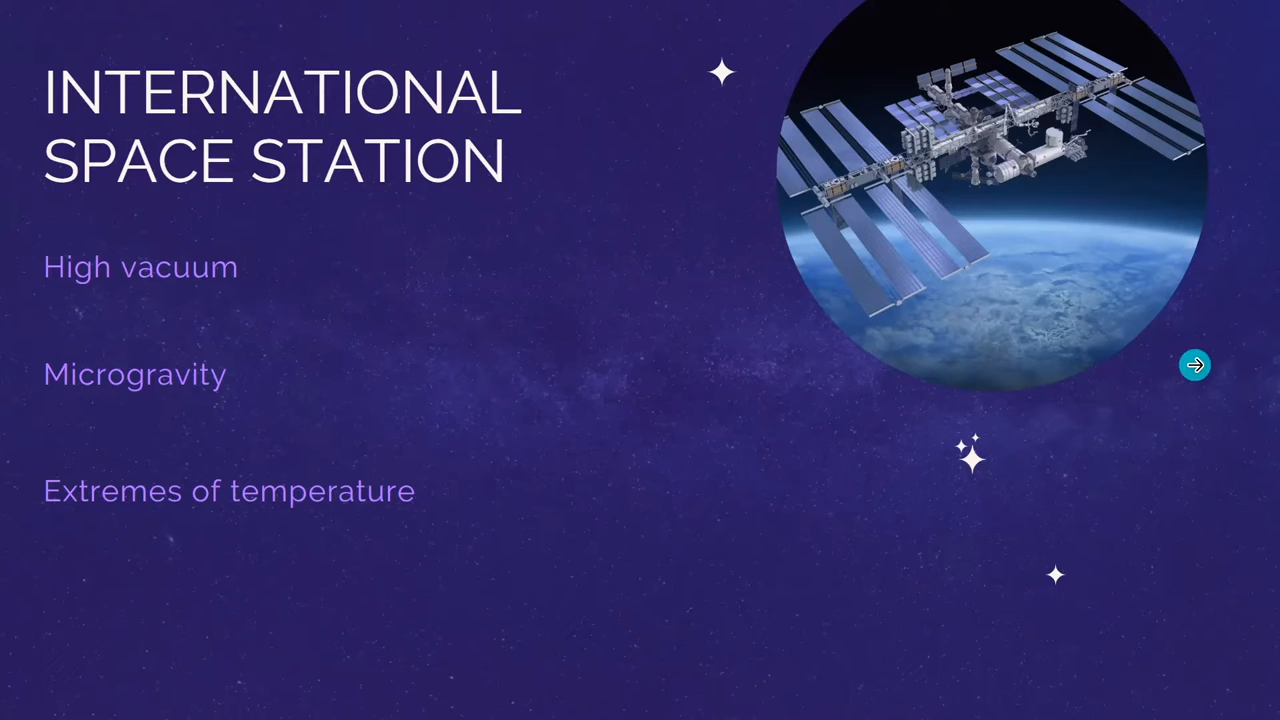 INTERNATIONAL
SPACE STATION
High vacuum
Microgravity
Extremes of temperature